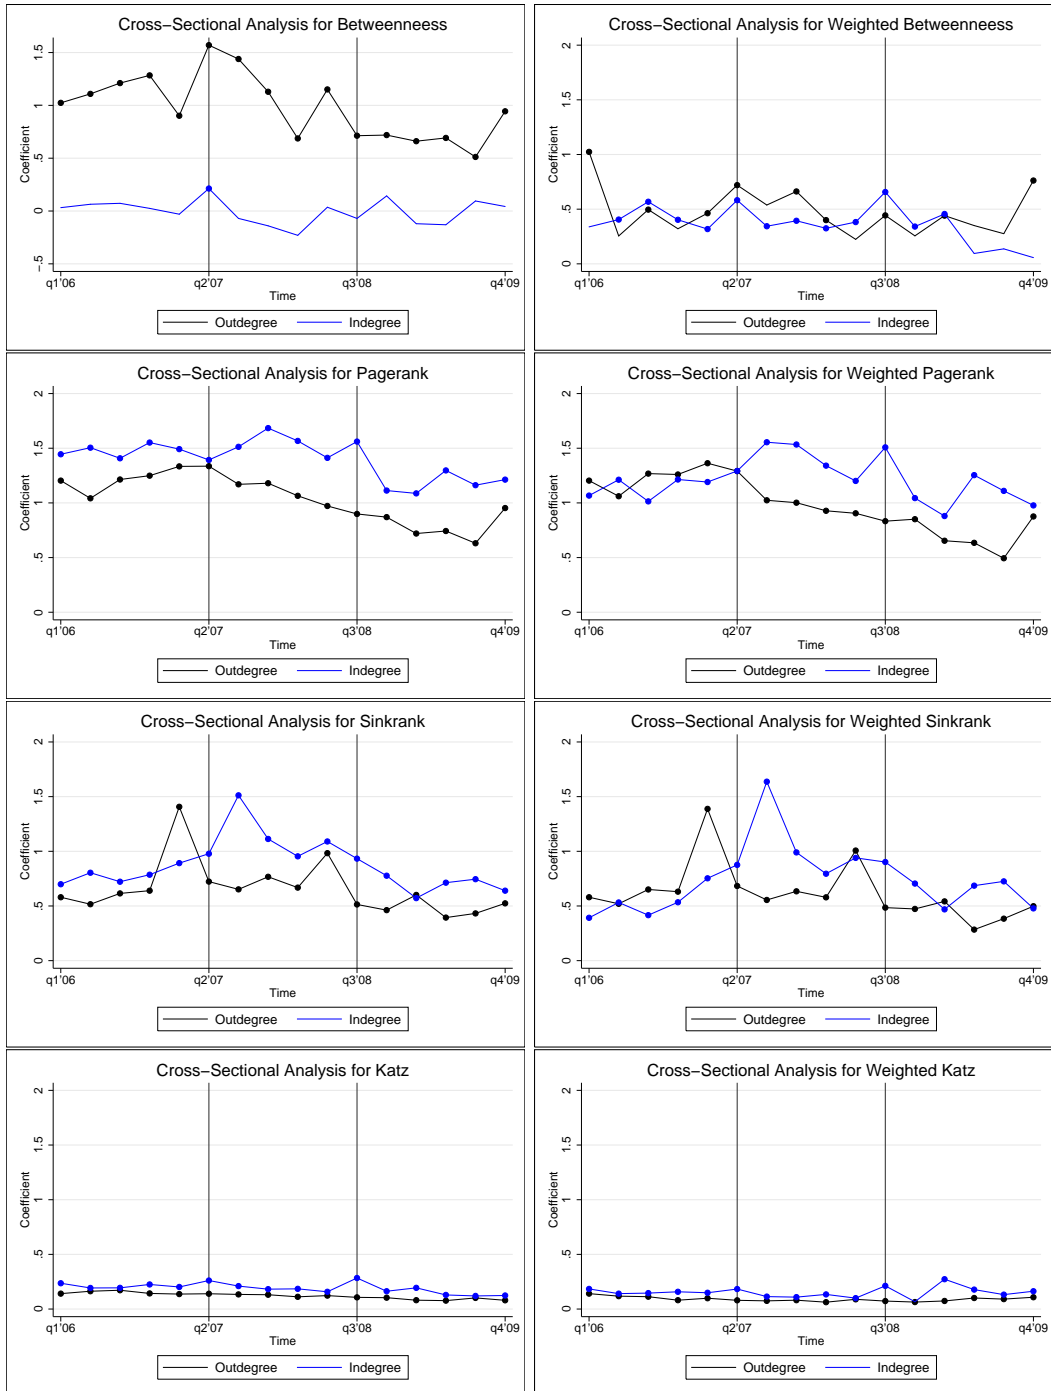 Cross−Sectional Analysis for Betweenneess
Coefficient
−.5 0 .5 1 1.5
q1'06 q2'07 q3'08 q4'09
Time
Outdegree Indegree
Cross−Sectional Analysis for Weighted Betweenneess
Coefficient
0 .5 1 1.5 2
q1'06 q2'07 q3'08 q4'09
Time
Outdegree Indegree
Cross−Sectional Analysis for Pagerank
Coefficient
0 .5 1 1.5 2
q1'06 q2'07 q3'08 q4'09
Time
Outdegree Indegree
Cross−Sectional Analysis for Weighted Pagerank
Coefficient
0 .5 1 1.5 2
q1'06 q2'07 q3'08 q4'09
Time
Outdegree Indegree
Cross−Sectional Analysis for Sinkrank
Coefficient
0 .5 1 1.5 2
q1'06 q2'07 q3'08 q4'09
Time
Outdegree Indegree
Cross−Sectional Analysis for Weighted Sinkrank
Coefficient
0 .5 1 1.5 2
q1'06 q2'07 q3'08 q4'09
Time
Outdegree Indegree
Cross−Sectional Analysis for Katz
Coefficient
0 .5 1 1.5 2
q1'06 q2'07 q3'08 q4'09
Time
Outdegree Indegree
Cross−Sectional Analysis for Weighted Katz
Coefficient
0 .5 1 1.5 2
q1'06 q2'07 q3'08 q4'09
Time
Outdegree Indegree